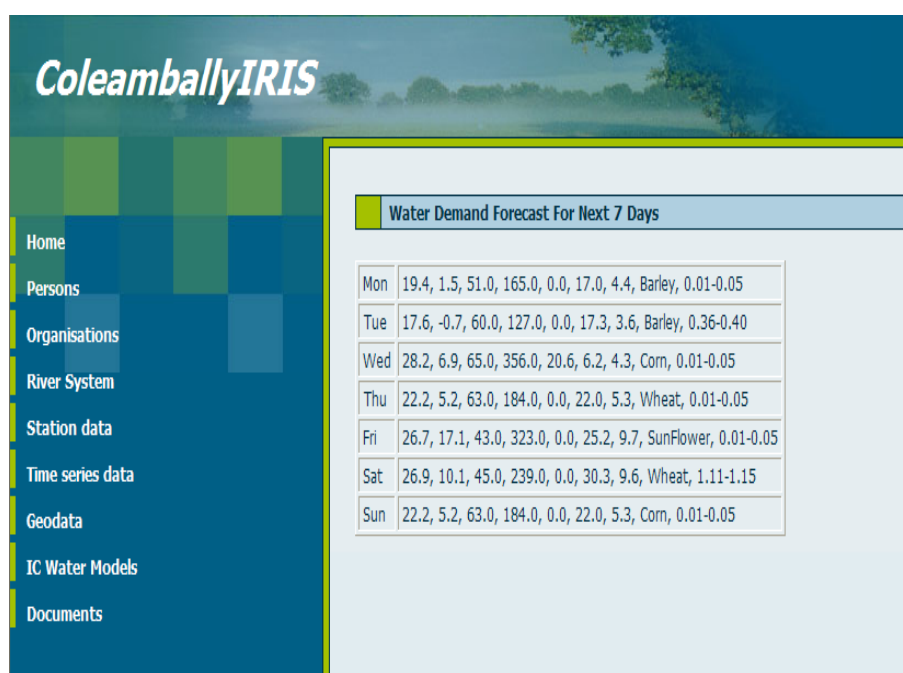 ColeamballyIRIS
Water Demand Forecast For Next 7 Days
Home
Persons
Organisations
River System
Station data
Time series data
Geodata
IC Water Models
Documents
Mon 19.4, 1.5, 51.0, 165.0, 0.0, 17.0, 4.4, Barley, 0.01-0.05
Tue 17.6, -0.7, 60.0, 127.0, 0.0, 17.3, 3.6, Barley, 0.36-0.40
Wed 28.2, 6.9, 65.0, 356.0, 20.6, 6.2, 4.3, Corn, 0.01-0.05
Thu 22.2, 5.2, 63.0, 184.0, 0.0, 22.0, 5.3, Wheat, 0.01-0.05
Fri 26.7, 17.1, 43.0, 323.0, 0.0, 25.2, 9.7, SunFlower, 0.01-0.05
Sat 26.9, 10.1, 45.0, 239.0, 0.0, 30.3, 9.6, Wheat, 1.11-1.15
Sun 22.2, 5.2, 63.0, 184.0, 0.0, 22.0, 5.3, Corn, 0.01-0.05